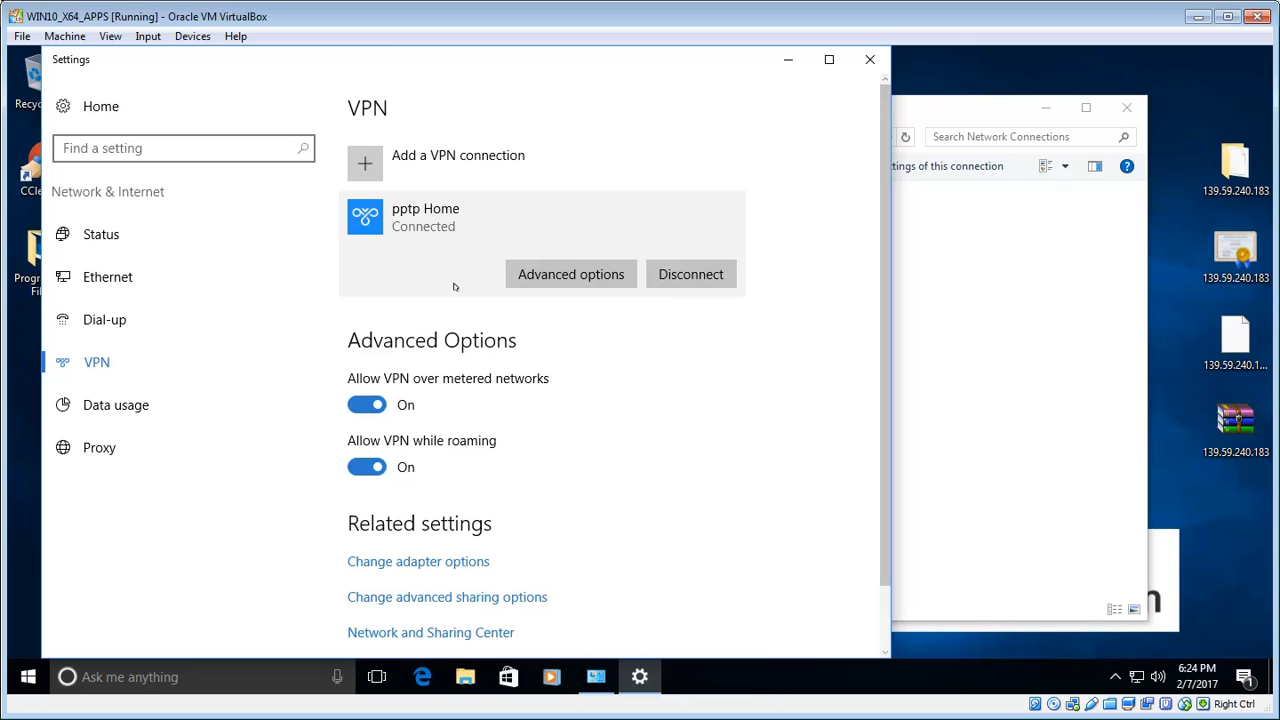 WIN10_X64_APPS [Running] - Oracle VM VirtualBox
File Machine View Input Devices Help
Settings
Home
Find a setting
Network & Internet
Status
Ethernet
Dial-up
VPN
Data usage
Proxy
VPN
Add a VPN connection
pptp Home
Connected
Advanced options
Disconnect
Advanced Options
Allow VPN over metered networks
On
Allow VPN while roaming
On
Related settings
Change adapter options
Change advanced sharing options
Network and Sharing Center
Search Network Connections
ttings of this connection
Recyc
CCle
Progr
Fil
139.59.240.183
139.59.240.183
139.59.240.1...
139.59.240.183
Ask me anything
6:24 PM
2/7/2017
1
Right Ctrl